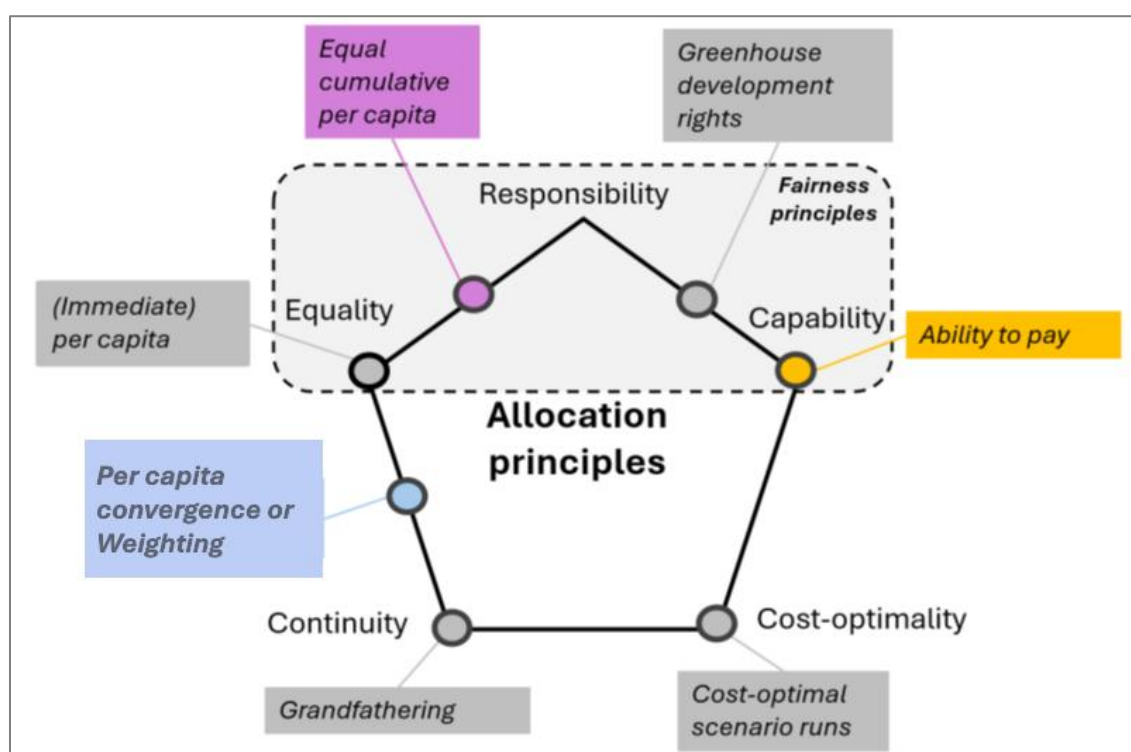 Equal
cumulative
per capita
Greenhouse
development
rights
Responsibility
Fairness
principles
(Immediate)
per capita
Equality
Capability
Ability to pay
Allocation
principles
Per capita
convergence or
Weighting
Continuity
Cost-optimality
Grandfathering
Cost-optimal
scenario runs